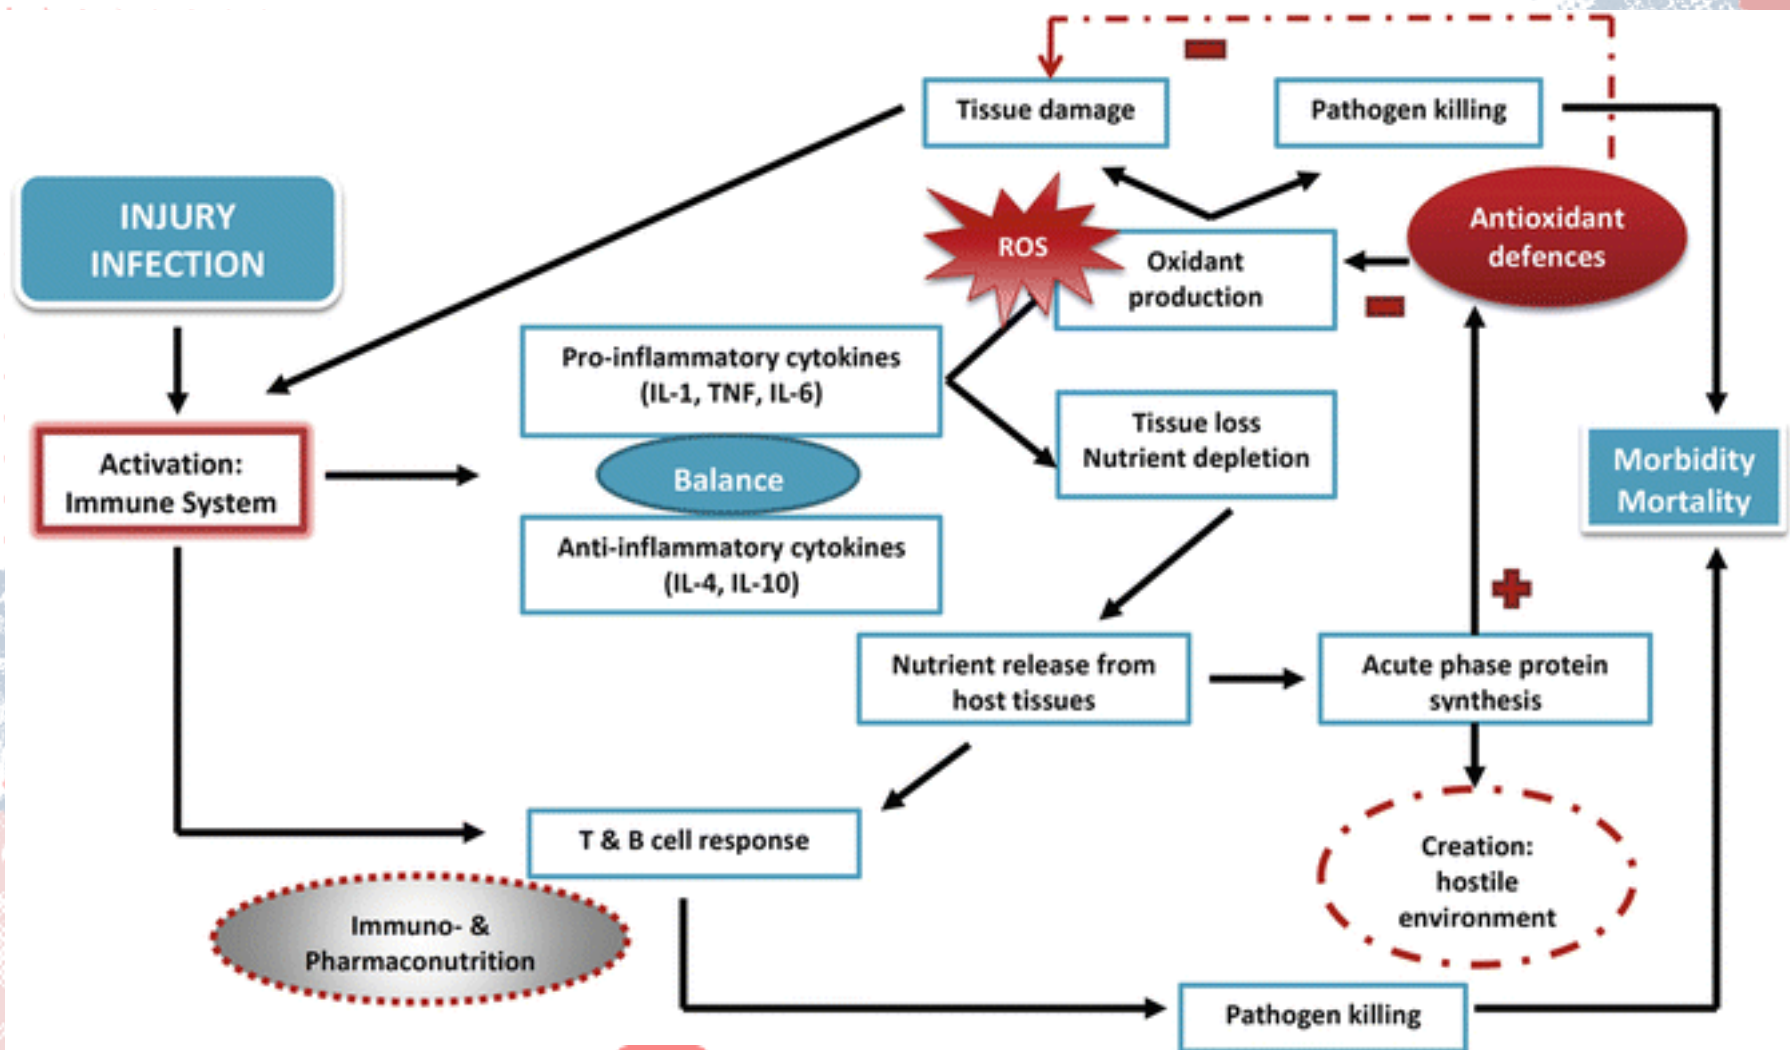 Tissue damage
Pathogen killing
INJURY
INFECTION
ROS
Oxidant
production
Antioxidant
defences
Pro-inflammatory cytokines
(IL-1, TNF, IL-6)
Balance
Anti-inflammatory cytokines
(IL-4, IL-10)
Tissue loss
Nutrient depletion
Activation:
Immune System
Morbidity
Mortality
Nutrient release from
host tissues
Acute phase protein
synthesis
T & B cell response
Creation:
hostile
environment
Immuno- &
Pharmaconutrition
Pathogen killing